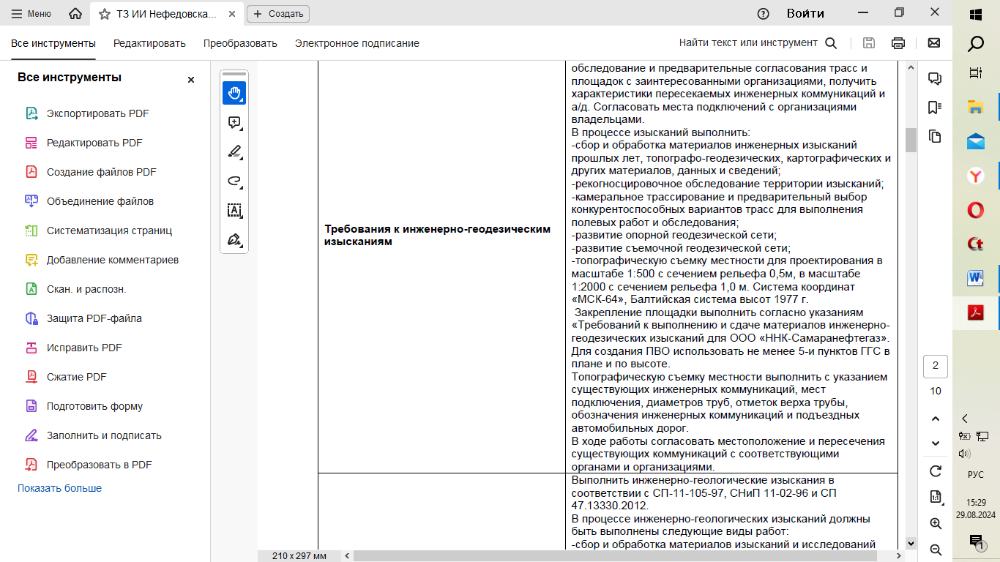 Меню
ТЗ ИИ Нефедовска...
Создать
Войти
Все инструменты
Редактировать
Преобразовать
Электронное подписание
Найти текст или инструмент
Все инструменты
Экспортировать PDF
Редактировать PDF
Создание файлов PDF
Объединение файлов
Систематизация страниц
Добавление комментариев
Скан. и распозн.
Защита PDF-файла
Исправить PDF
Сжатие PDF
Подготовить форму
Заполнить и подписать
Преобразовать в PDF
Показать больше
Требования к инженерно-геодезическим
изысканиям
обследование и предварительные согласования трасс и
площадок с заинтересованными организациями, получить
характеристики пересекаемых инженерных коммуникаций и
а/д. Согласовать места подключений с организациями
владельцами.
В процессе изысканий выполнить:
-сбор и обработка материалов инженерных изысканий
прошлых лет, топографо-геодезических, картографических и
других материалов, данных и сведений;
-рекогносцировочное обследование территории изысканий;
-камеральное трассирование и предварительный выбор
конкурентоспособных вариантов трасс для выполнения
полевых работ и обследования;
-развитие опорной геодезической сети;
-развитие съемочной геодезической сети;
-топографическую съемку местности для проектирования в
масштабе 1:500 с сечением рельефа 0,5м, в масштабе
1:2000 с сечением рельефа 1,0 м. Система координат
«МСК-64», Балтийская система высот 1977 г.
Закрепление площадки выполнить согласно указаниям
«Требований к выполнению и сдаче материалов инженерно-
геодезических изысканий для ООО «ННК-Самаранефтегаз».
Для создания ПВО использовать не менее 5-и пунктов ГГС в
плане и по высоте.
Топографическую съемку местности выполнить с указанием
существующих инженерных коммуникаций, мест
подключения, диаметров труб, отметок верха трубы,
обозначения инженерных коммуникаций и подъездных
автомобильных дорог.
В ходе работы согласовать местоположение и пересечения
существующих коммуникаций с соответствующими
органами и организациями.
Выполнить инженерно-геологические изыскания в
соответствии с СП-11-105-97, СНиП 11-02-96 и СП
47.13330.2012.
В процессе инженерно-геологических изысканий должны
быть выполнены следующие виды работ:
-сбор и обработка материалов изысканий и исследований
210 x 297 мм
2
10
1:1
Ct
РУС
15:29
29.08.2024
1